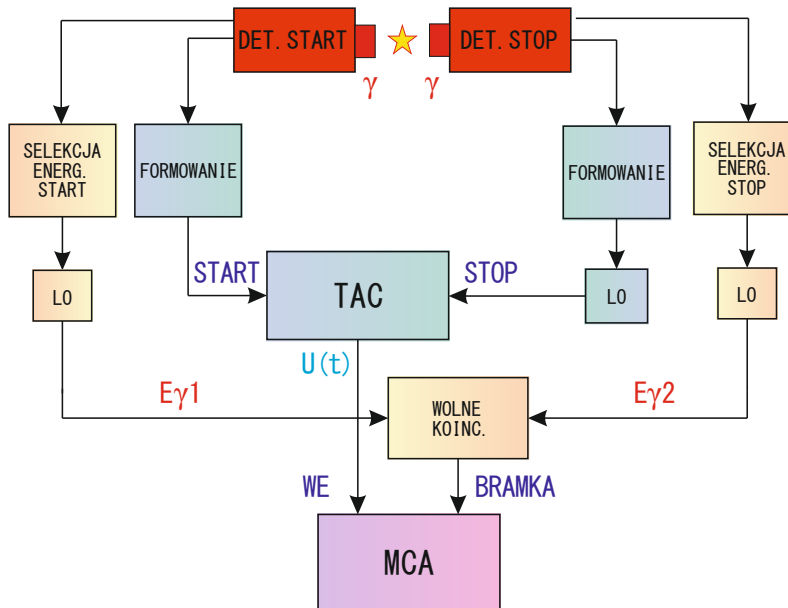 DET. START
DET. STOP
γ
γ
SELEKCJA
ENERG.
START
FORMOWANIE
FORMOWANIE
SELEKCJA
ENERG.
STOP
START
STOP
LO
TAC
LO
LO
U(t)
Eγ1
Eγ2
WOLNE
KOINC.
WE
BRAMKA
MCA